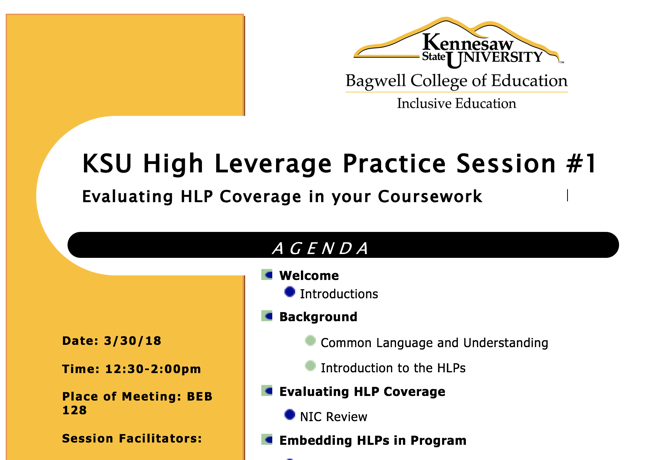 Kennesaw
State UNIVERSITY
Bagwell College of Education
Inclusive Education
KSU High Leverage Practice Session #1
Evaluating HLP Coverage in your Coursework
AGENDA
Welcome
Introductions
Background
Common Language and Understanding
Introduction to the HLPs
Evaluating HLP Coverage
NIC Review
Embedding HLPs in Program
Date: 3/30/18
Time: 12:30-2:00pm
Place of Meeting: BEB
128
Session Facilitators: